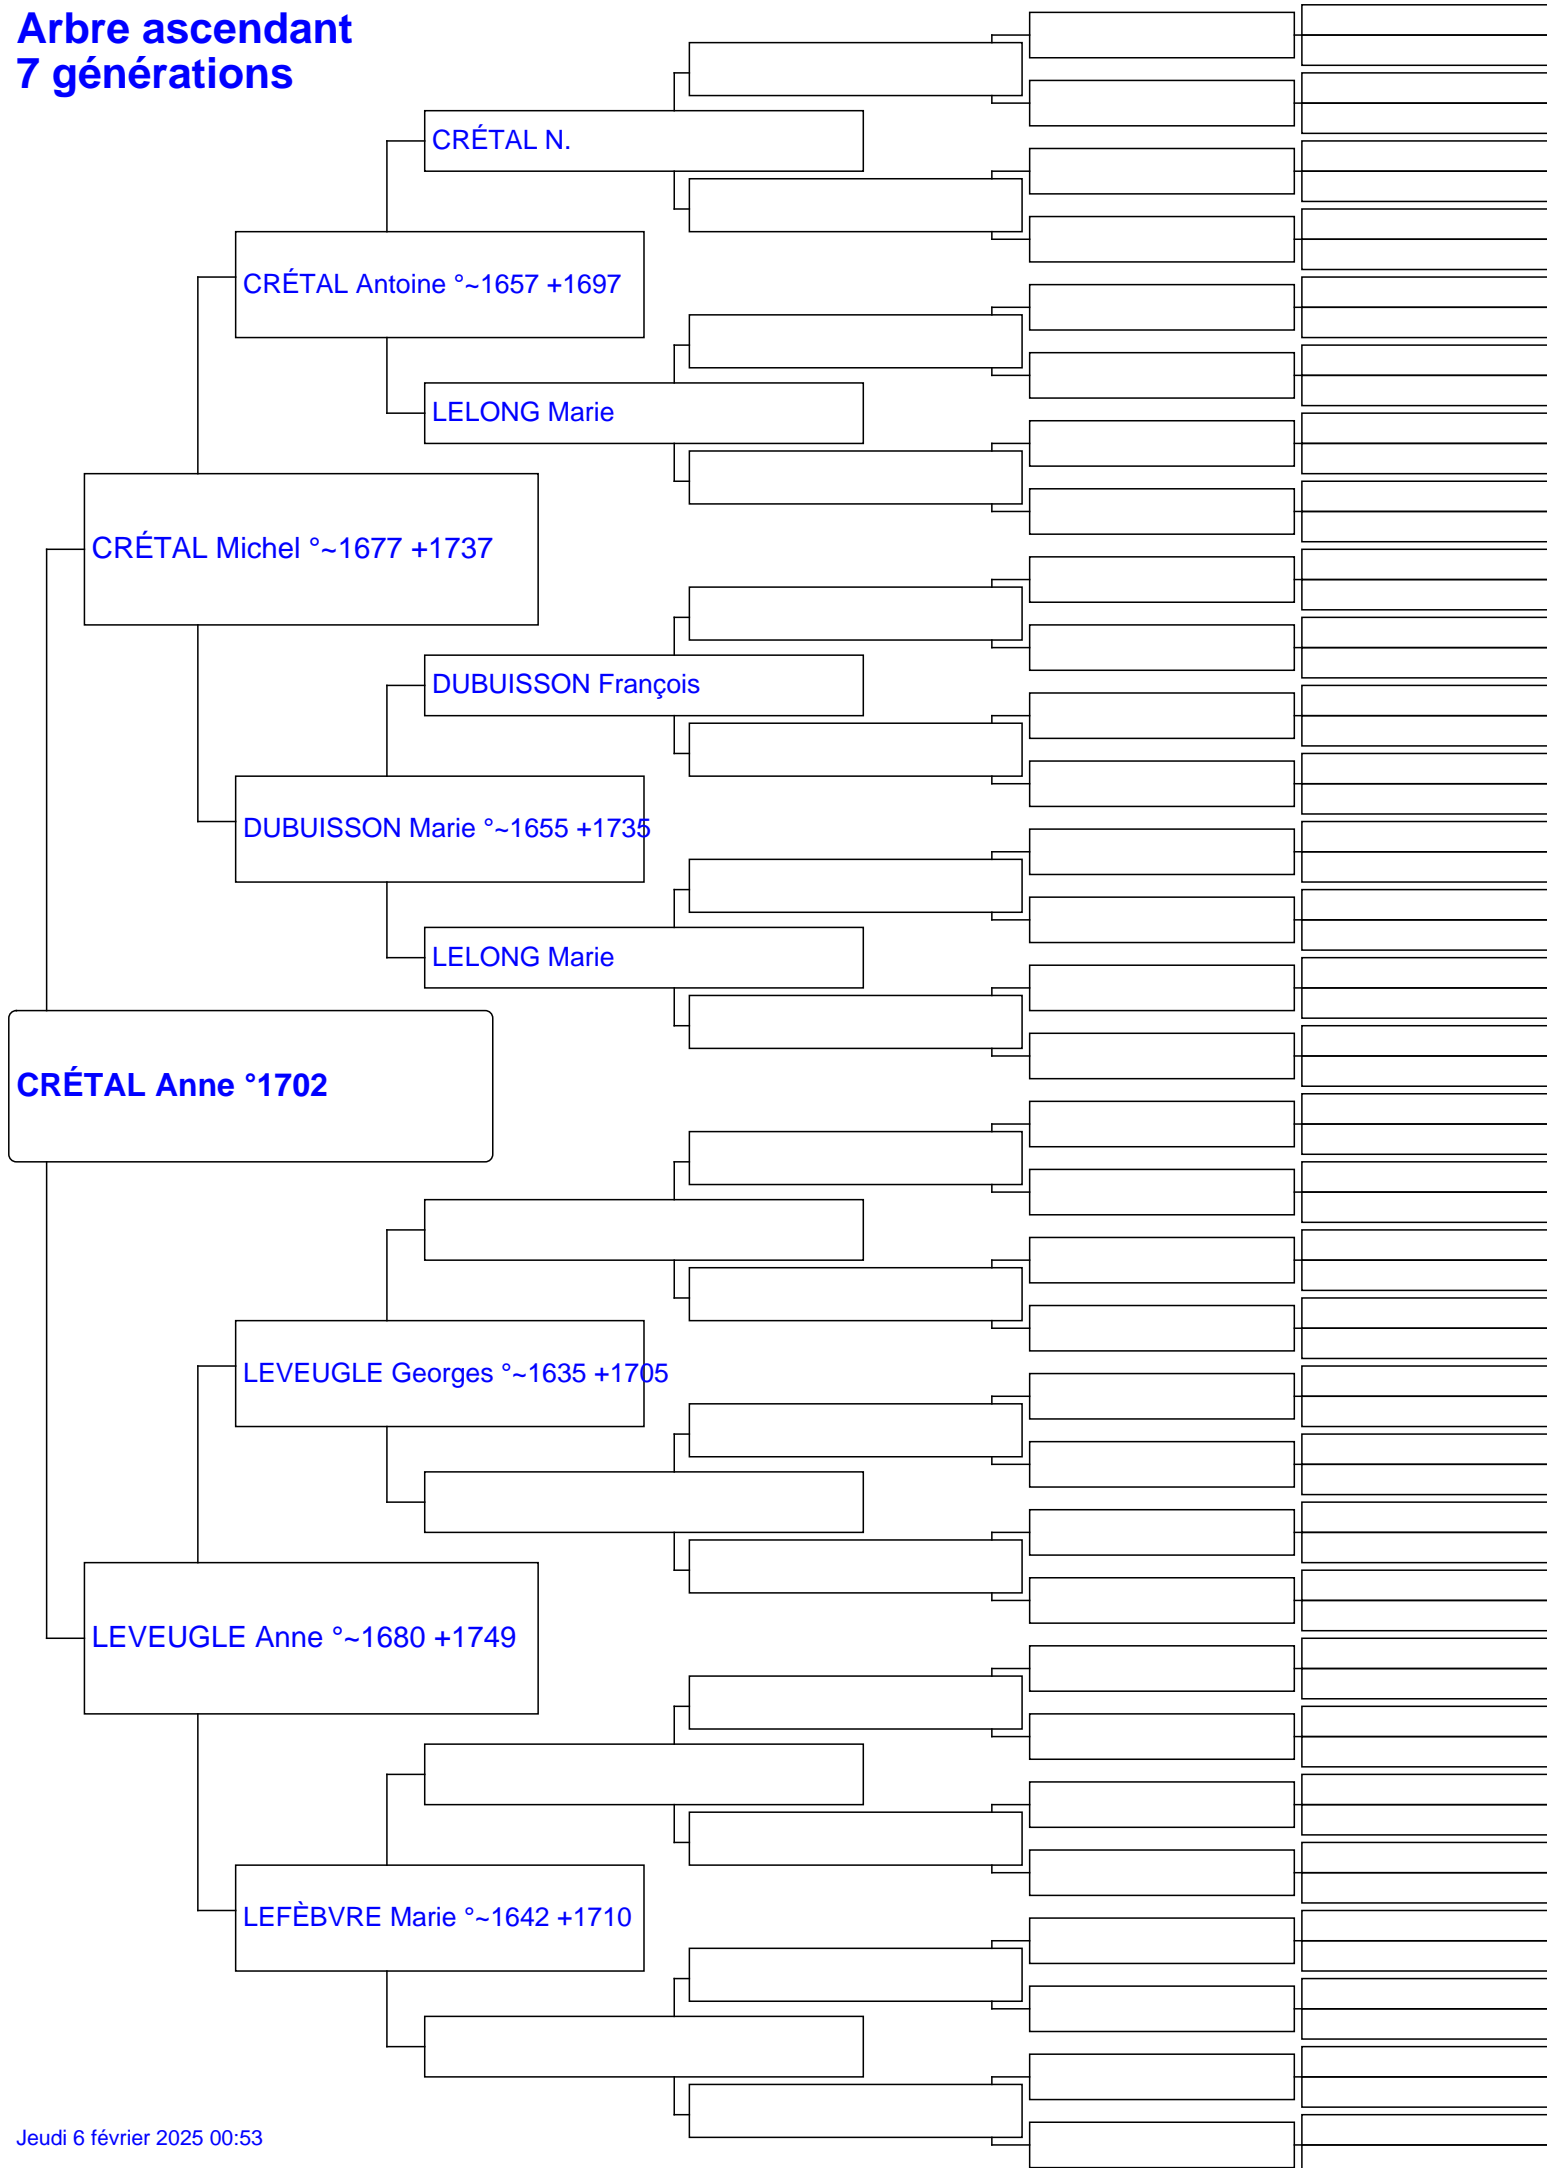 Arbre ascendant
7 générations
CRÉTAL N.
CRÉTAL Antoine °~1657 +1697
LELONG Marie
CRÉTAL Michel °~1677 +1737
DUBUISSON François
DUBUISSON Marie °~1655 +1735
LELONG Marie
CRÉTAL Anne °1702
LEVEUGLE Georges °~1635 +1705
LEVEUGLE Anne °~1680 +1749
LEFÈBVRE Marie °~1642 +1710
Jeudi 6 février 2025 00:53